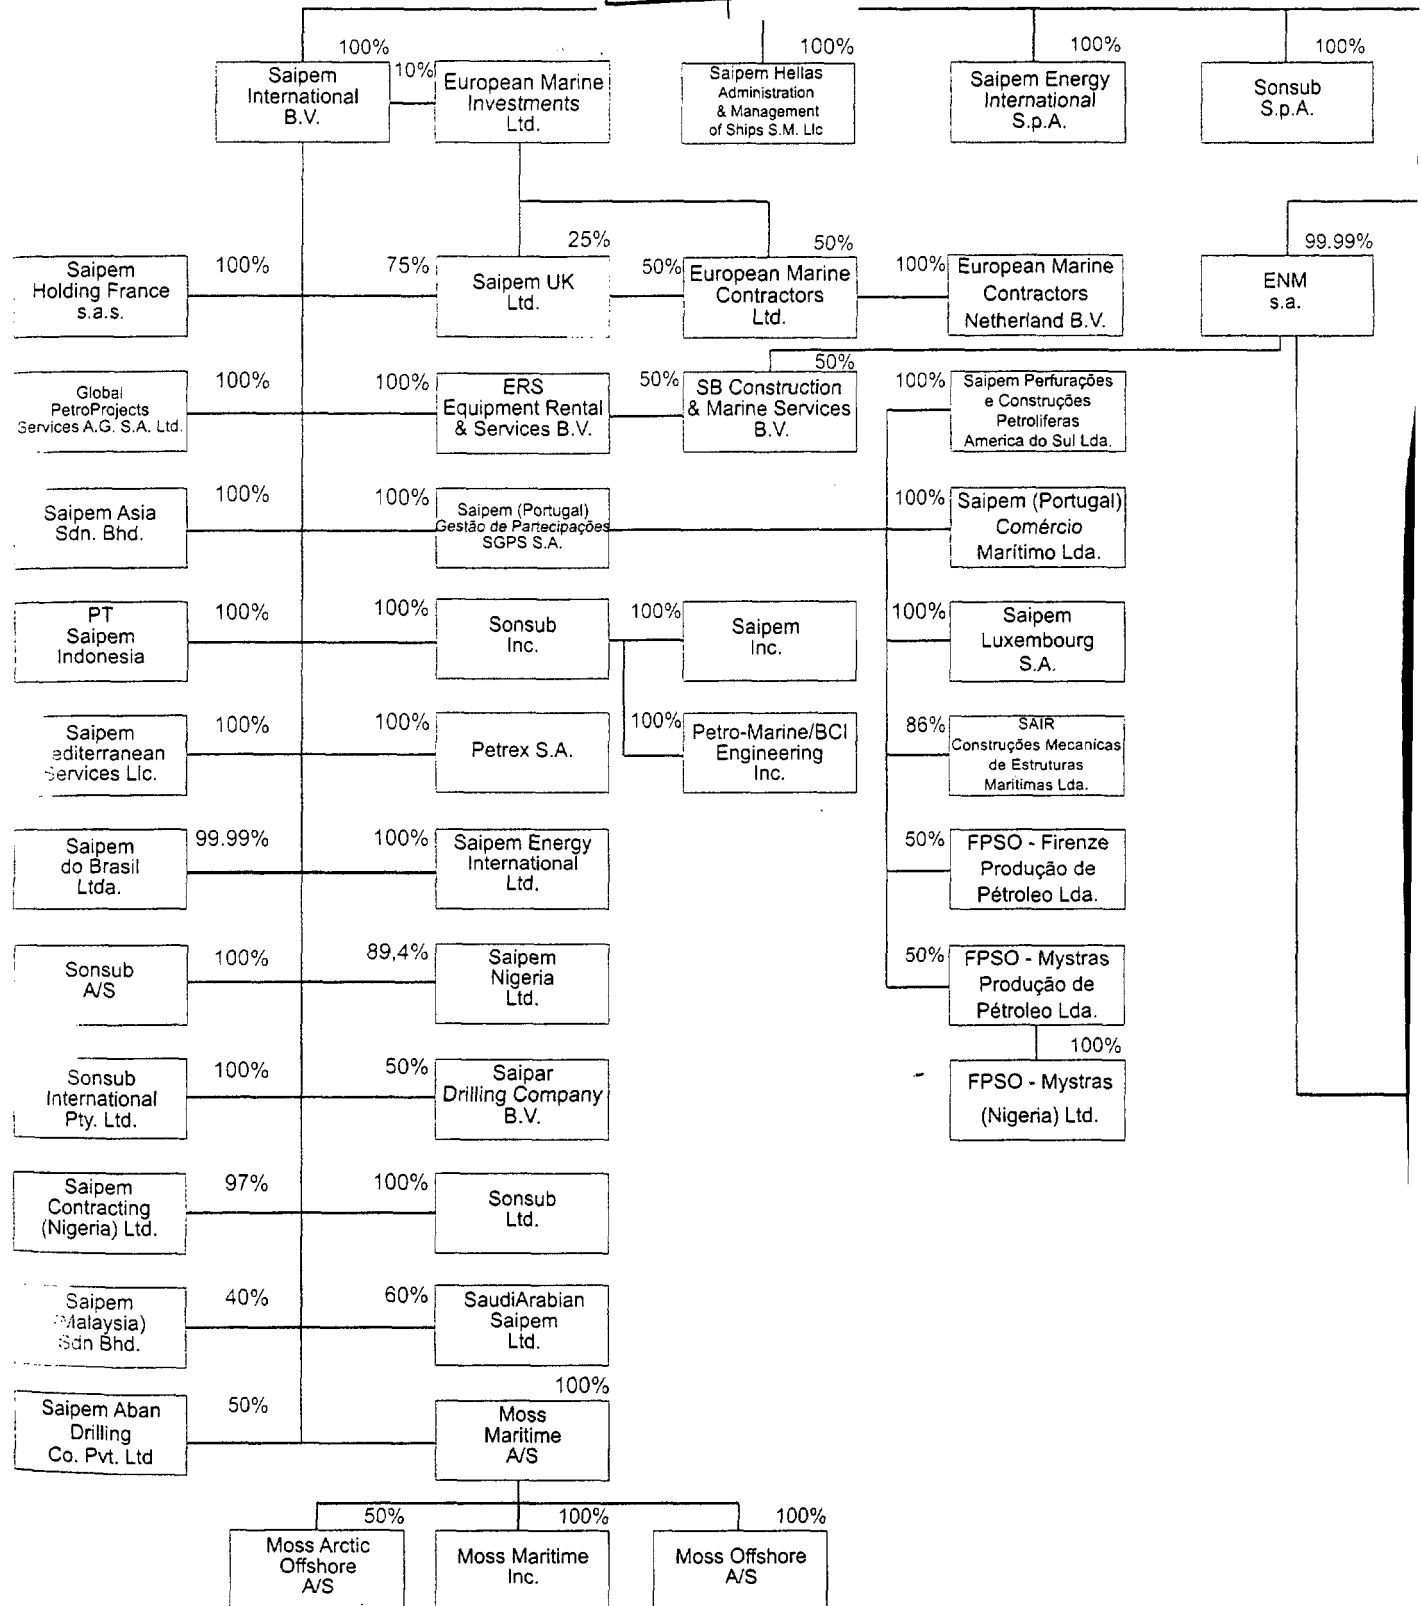 100%
100%
100%
100%
Saipem
International
B.V.
10%
European Marine
Investments
Ltd.
Saipem Hellas
Administration
& Management
of Ships S.M. Llc
Saipem Energy
International
S.p.A.
Sonsub
S.p.A.
25%
50%
99.99%
Saipem
Holding France
s.a.s.
100%
75%
Saipem UK
Ltd.
50%
European Marine
Contractors
Ltd.
100%
European Marine
Contractors
Netherland B.V.
ENM
s.a.
50%
Global
PetroProjects
Services A.G. S.A. Ltd.
100%
100%
ERS
Equipment Rental
& Services B.V.
50%
SB Construction
& Marine Services
B.V.
100%
Saipem Perfurações
e Construções
Petroliferas
America do Sul Lda.
Saipem Asia
Sdn. Bhd.
100%
100%
Saipem (Portugal)
Gestão de Partecipações
SGPS S.A.
100%
Saipem (Portugal)
Comércio
Marítimo Lda.
PT
Saipem
Indonesia
100%
100%
Sonsub
Inc.
100%
Saipem
Inc.
100%
Saipem
Luxembourg
S.A.
Saipem
editerranean
Services Llc.
100%
100%
Petrex S.A.
100%
Petro-Marine/BCI
Engineering
Inc.
86%
SAIR
Construções Mecanicas
de Estruturas
Maritimas Lda.
Saipem
do Brasil
Ltda.
99.99%
100%
Saipem Energy
International
Ltd.
50%
FPSO - Firenze
Produção de
Pétroleo Lda.
Sonsub
A/S
100%
89,4%
Saipem
Nigeria
Ltd.
50%
FPSO - Mystras
Produção de
Pétroleo Lda.
100%
Sonsub
International
Pty. Ltd.
100%
50%
Saipar
Drilling Company
B.V.
FPSO - Mystras
(Nigeria) Ltd.
Saipem
Contracting
(Nigeria) Ltd.
97%
100%
Sonsub
Ltd.
Saipem
(Malaysia)
Sdn Bhd.
40%
60%
SaudiArabian
Saipem
Ltd.
100%
Saipem Aban
Drilling
Co. Pvt. Ltd
50%
Moss
Maritime
A/S
50%
100%
100%
Moss Arctic
Offshore
A/S
Moss Maritime
Inc.
Moss Offshore
A/S